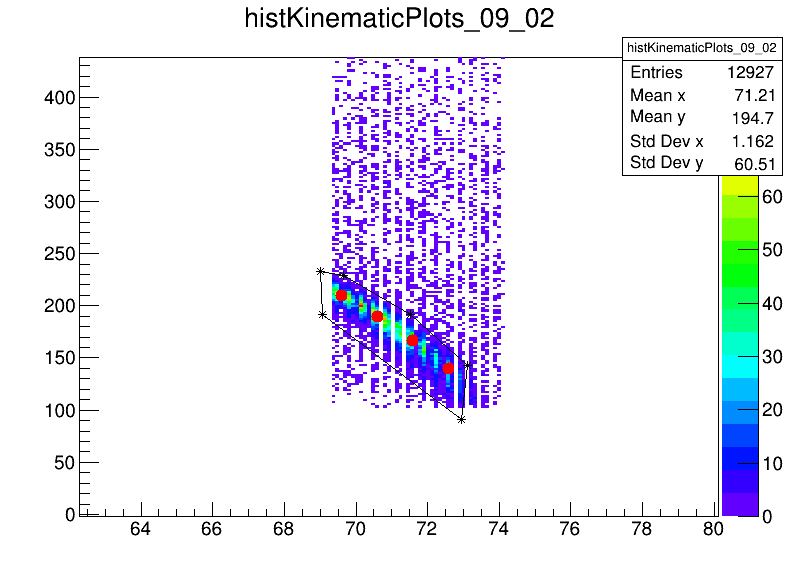 histKinematicPlots_09_02
histKinematicPlots_09_02
Entries 12927
Mean x 71.21
Mean y 194.7
Std Dev x 1.162
Std Dev y 60.51
400
350
300
250
200
150
100
50
0
64 66 68 70 72 74 76 78 80
60
50
40
30
20
10
0